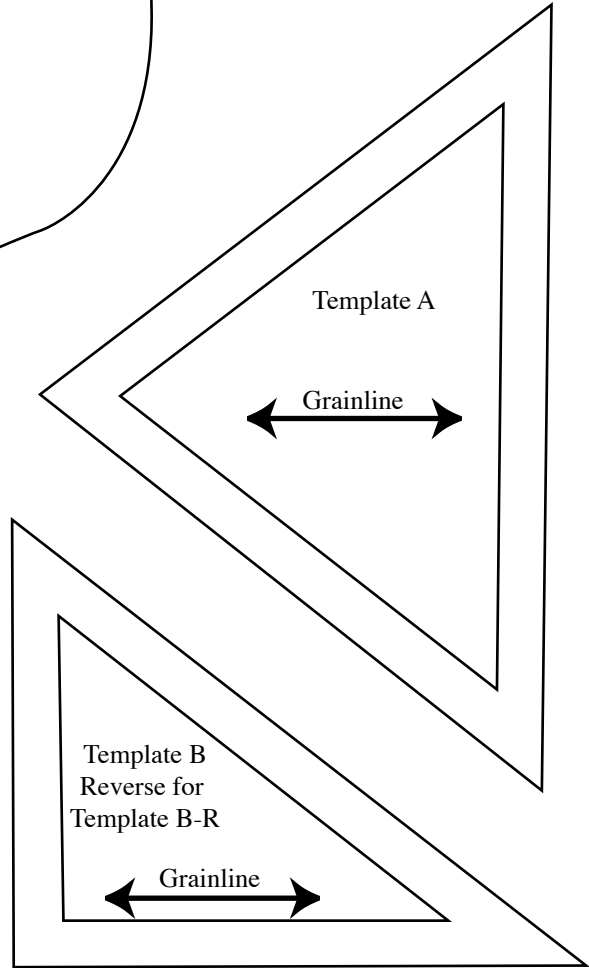 Template A
Grainline
Template B
Reverse for
Template B-R
Grainline